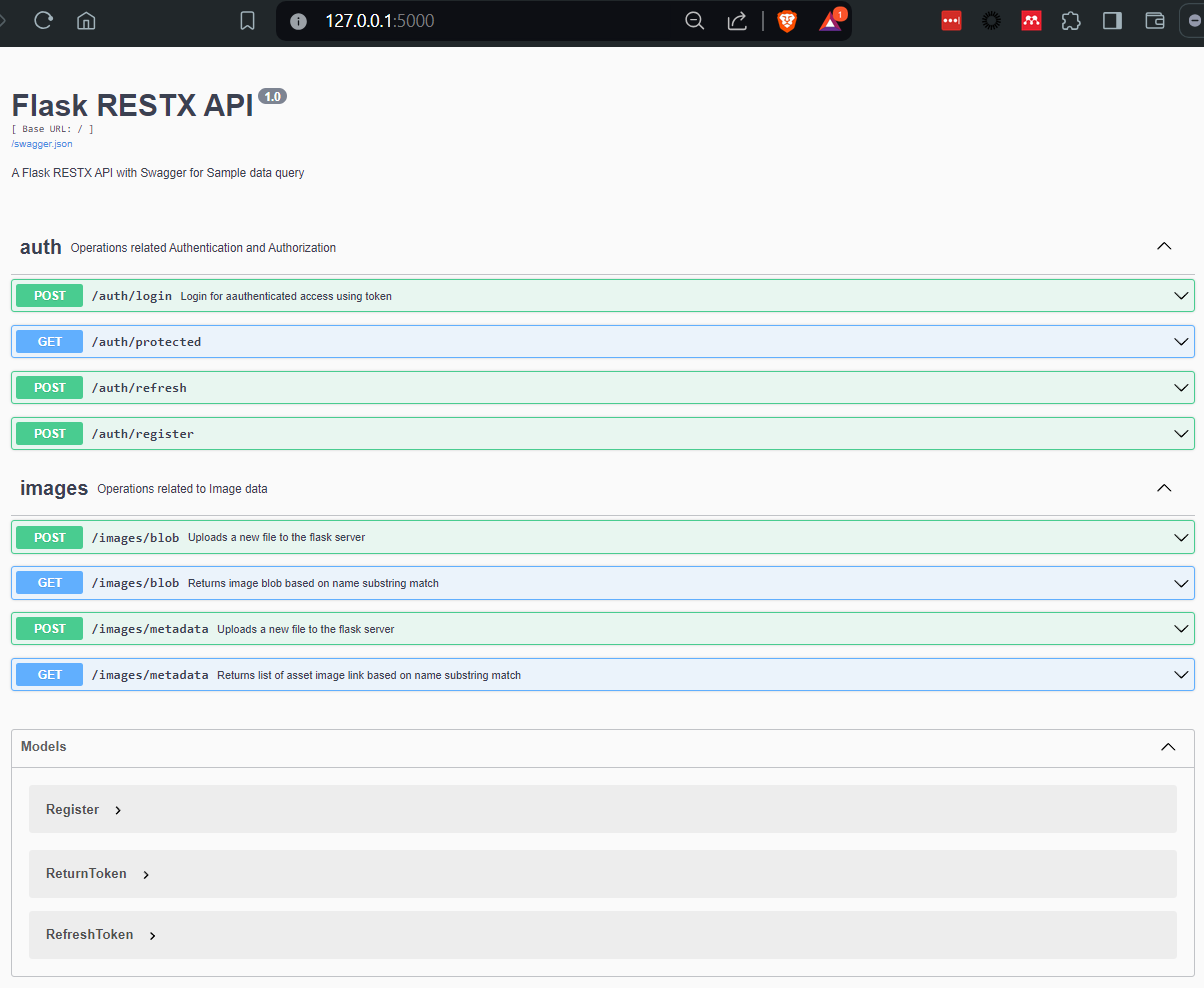 127.0.0.1:5000
1
Flask RESTX API 1.0
[ Base URL: / ]
/swagger.json
A Flask RESTX API with Swagger for Sample data query
auth Operations related Authentication and Authorization
POST /auth/login Login for aauthenticated access using token
GET /auth/protected
POST /auth/refresh
POST /auth/register
images Operations related to Image data
POST /images/blob Uploads a new file to the flask server
GET /images/blob Returns image blob based on name substring match
POST /images/metadata Uploads a new file to the flask server
GET /images/metadata Returns list of asset image link based on name substring match
Models
Register
ReturnToken
RefreshToken